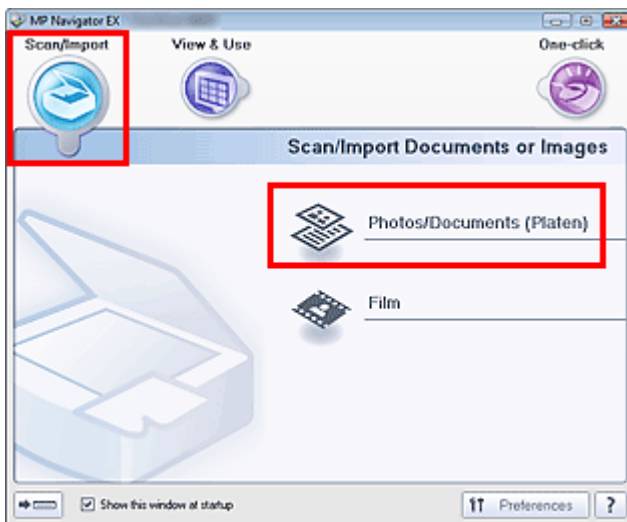 MP Navigator EX
Scan/Import
View & Use
One-click
Scan/Import Documents or Images
Photos/Documents (Platen)
Film
Show this window at startup
Preferences
?